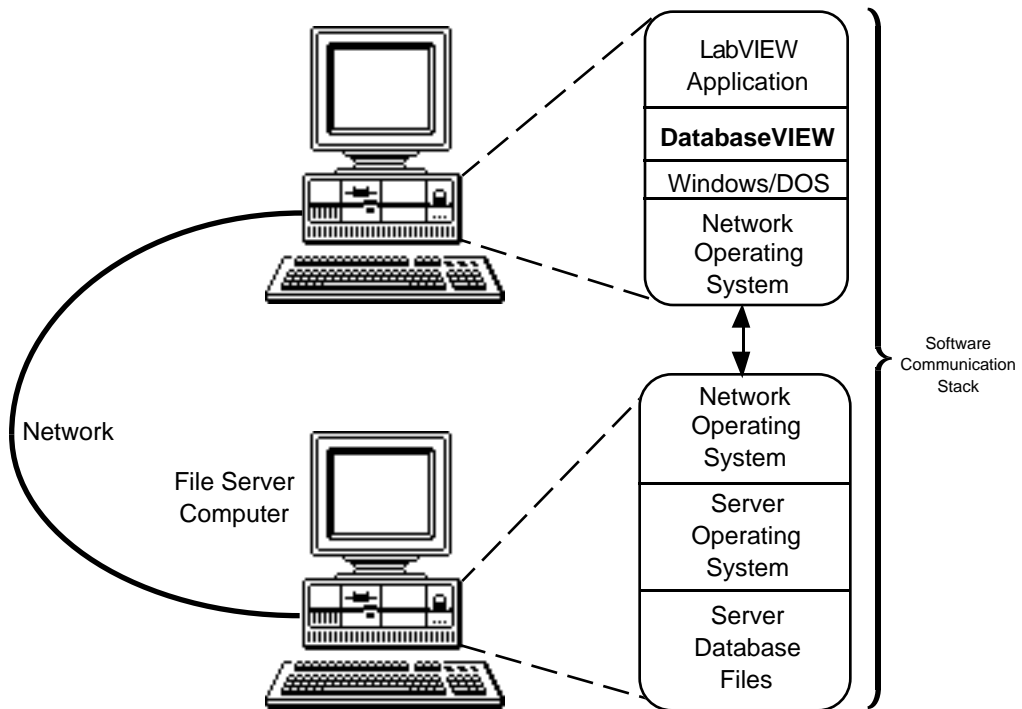 LabVIEW
Application
DatabaseVIEW
Windows/DOS
Network
Operating
System
Software
Communication
Stack
Network
File Server
Computer
Network
Operating
System
Server
Operating
System
Server
Database
Files